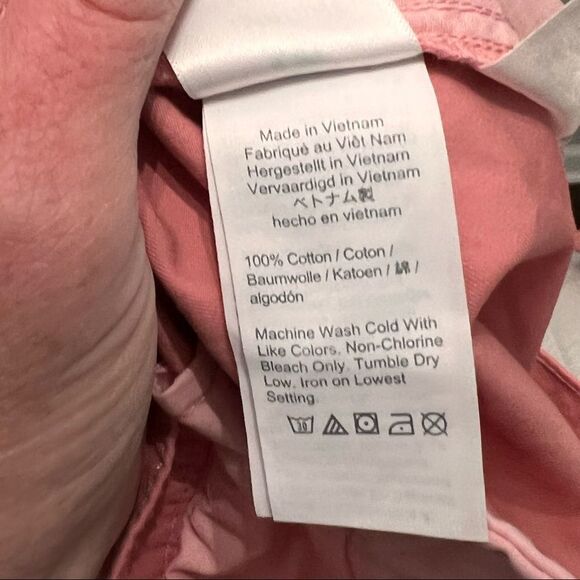 Made in Vietnam
Fabriqué au Viêt Nam
Hergestellt in Vietnam
Vervaardigd in Vietnam
ベトナム製
hecho en vietnam
100% Cotton / Coton /
Baumwolle / Katoen / 綿 /
algodón
Machine Wash Cold With
Like Colors, Non-Chlorine
Bleach Only, Tumble Dry
Low, Iron on Lowest
Setting.
30